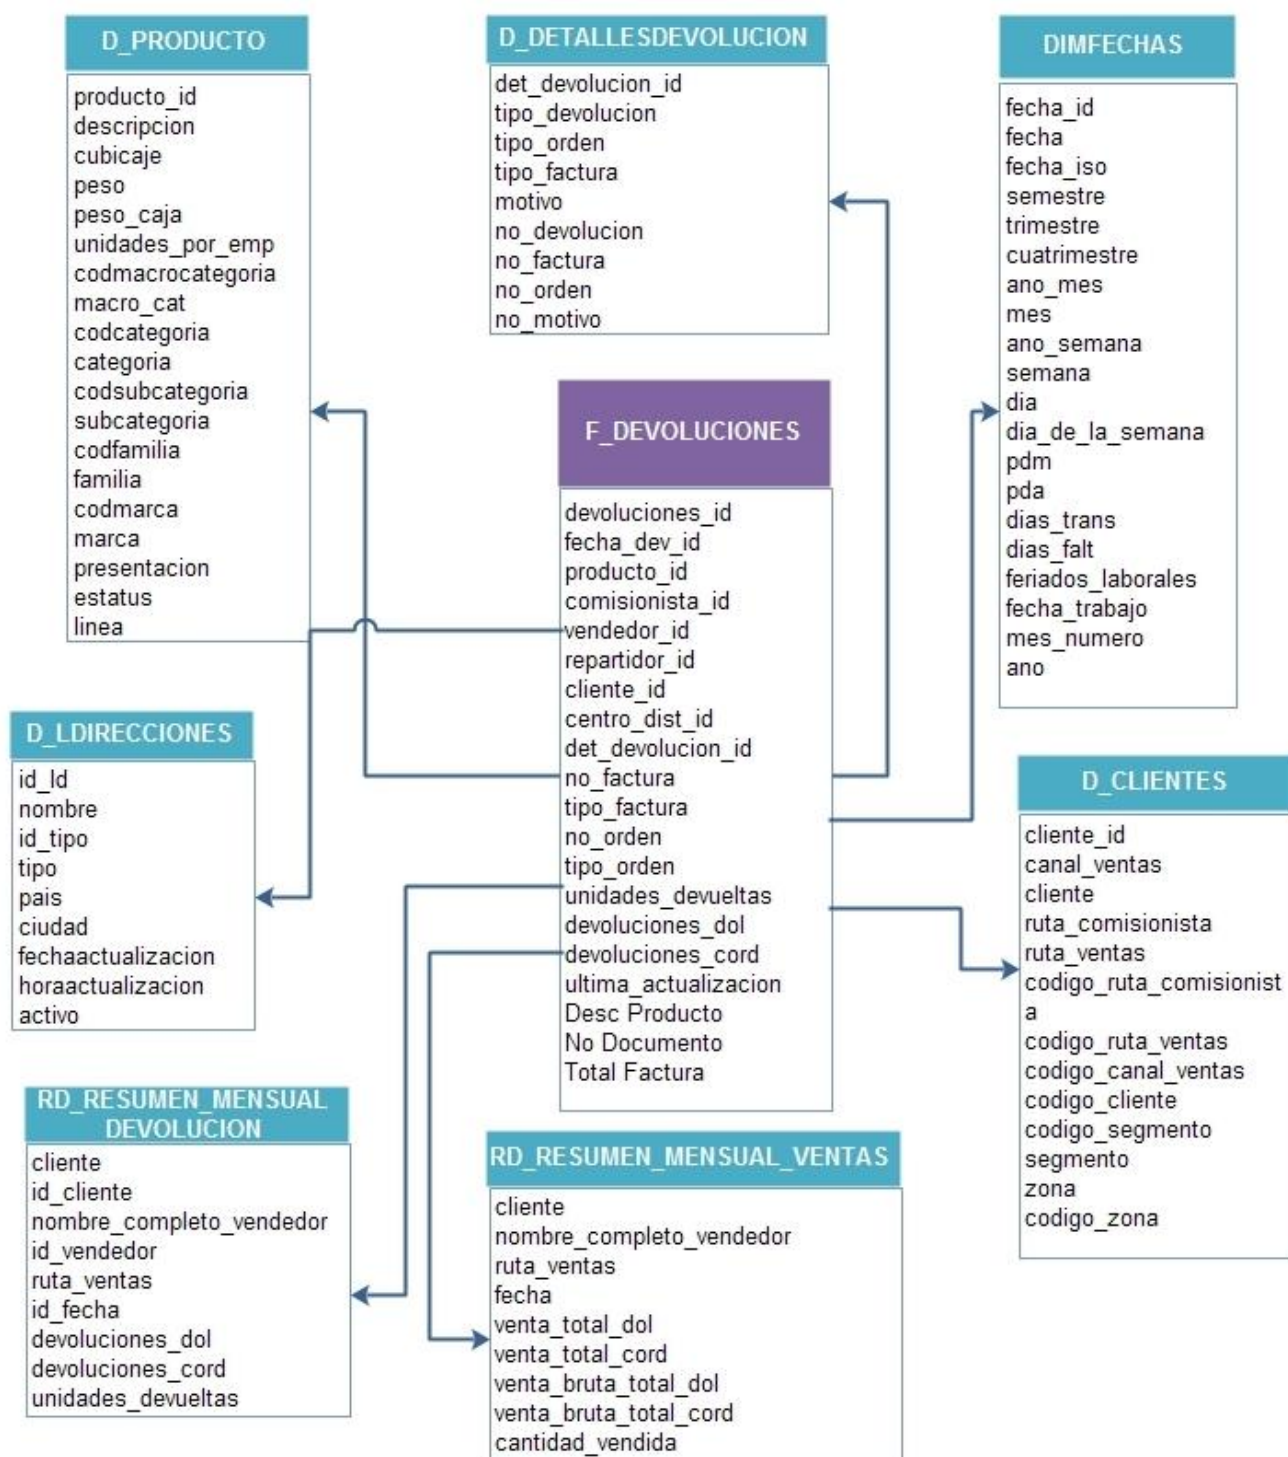 D_PRODUCTO
producto_id
descripcion
cubicaje
peso
peso_caja
unidades_por_emp
codmacrocategoria
macro_cat
codcategoria
categoria
codsubcategoria
subcategoria
codfamilia
familia
codmarca
marca
presentacion
estatus
linea
D_DETALLESDEVOLUCION
det_devolucion_id
tipo_devolucion
tipo_orden
tipo_factura
motivo
no_devolucion
no_factura
no_orden
no_motivo
DIMFECHAS
fecha_id
fecha
fecha_iso
semestre
trimestre
cuatrimestre
ano_mes
mes
ano_semana
semana
dia
dia_de_la_semana
pdm
pda
dias_trans
dias_falt
feriados_laborales
fecha_trabajo
mes_numero
ano
F_DEVOLUCIONES
devoluciones_id
fecha_dev_id
producto_id
comisionista_id
vendedor_id
repartidor_id
cliente_id
centro_dist_id
det_devolucion_id
no_factura
tipo_factura
no_orden
tipo_orden
unidades_devueltas
devoluciones_dol
devoluciones_cord
ultima_actualizacion
Desc Producto
No Documento
Total Factura
D_LDIRECCIONES
id_ld
nombre
id_tipo
tipo
pais
ciudad
fechaactualizacion
horaactualizacion
activo
D_CLIENTES
cliente_id
canal_ventas
cliente
ruta_comisionista
ruta_ventas
codigo_ruta_comisionist
a
codigo_ruta_ventas
codigo_canal_ventas
codigo_cliente
codigo_segmento
segmento
zona
codigo_zona
RD_RESUMEN_MENSUAL
DEVOLUCION
cliente
id_cliente
nombre_completo_vendedor
id_vendedor
ruta_ventas
id_fecha
devoluciones_dol
devoluciones_cord
unidades_devueltas
RD_RESUMEN_MENSUAL_VENTAS
cliente
nombre_completo_vendedor
ruta_ventas
fecha
venta_total_dol
venta_total_cord
venta_bruta_total_dol
venta_bruta_total_cord
cantidad_vendida